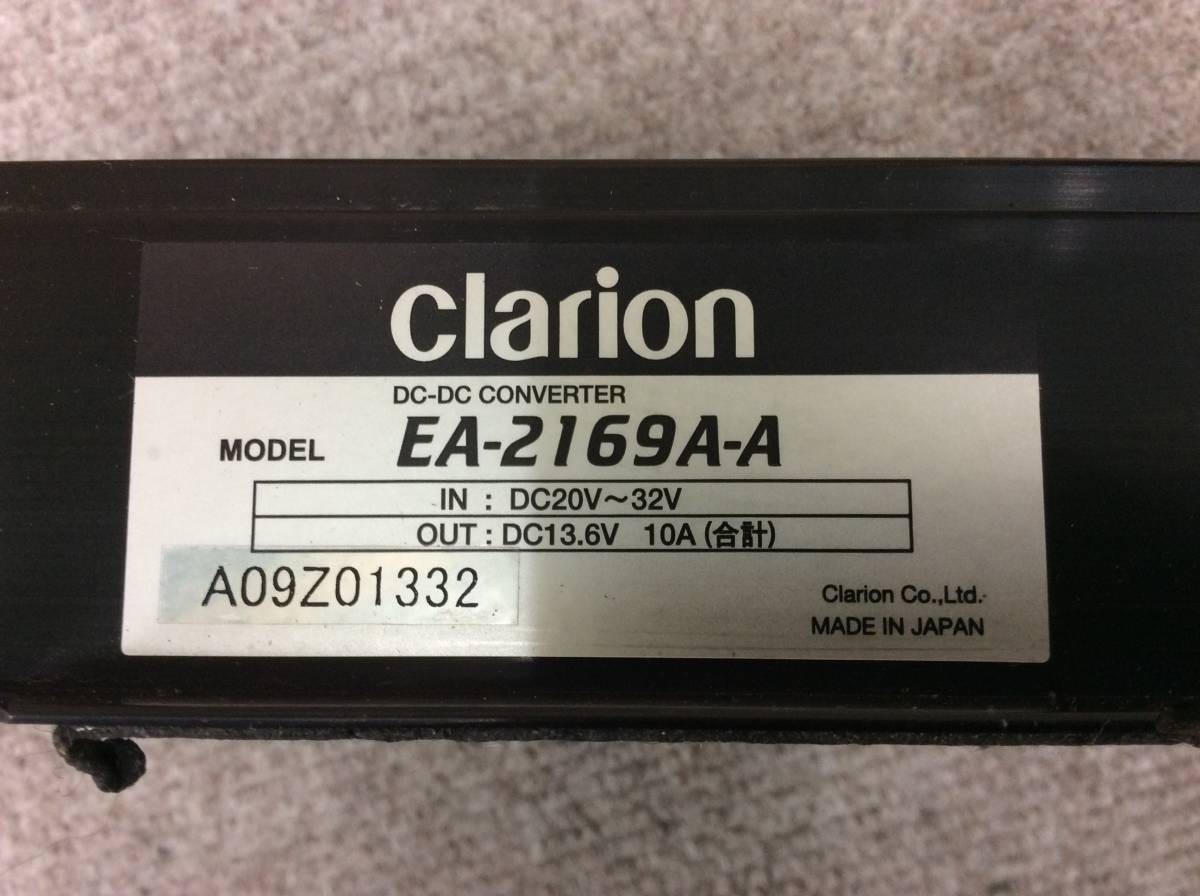 clarion
DC-DC CONVERTER
MODEL EA-2169A-A
IN : DC20V～32V
OUT : DC13.6V 10A (合計)
A09Z01332
Clarion Co.,Ltd.
MADE IN JAPAN